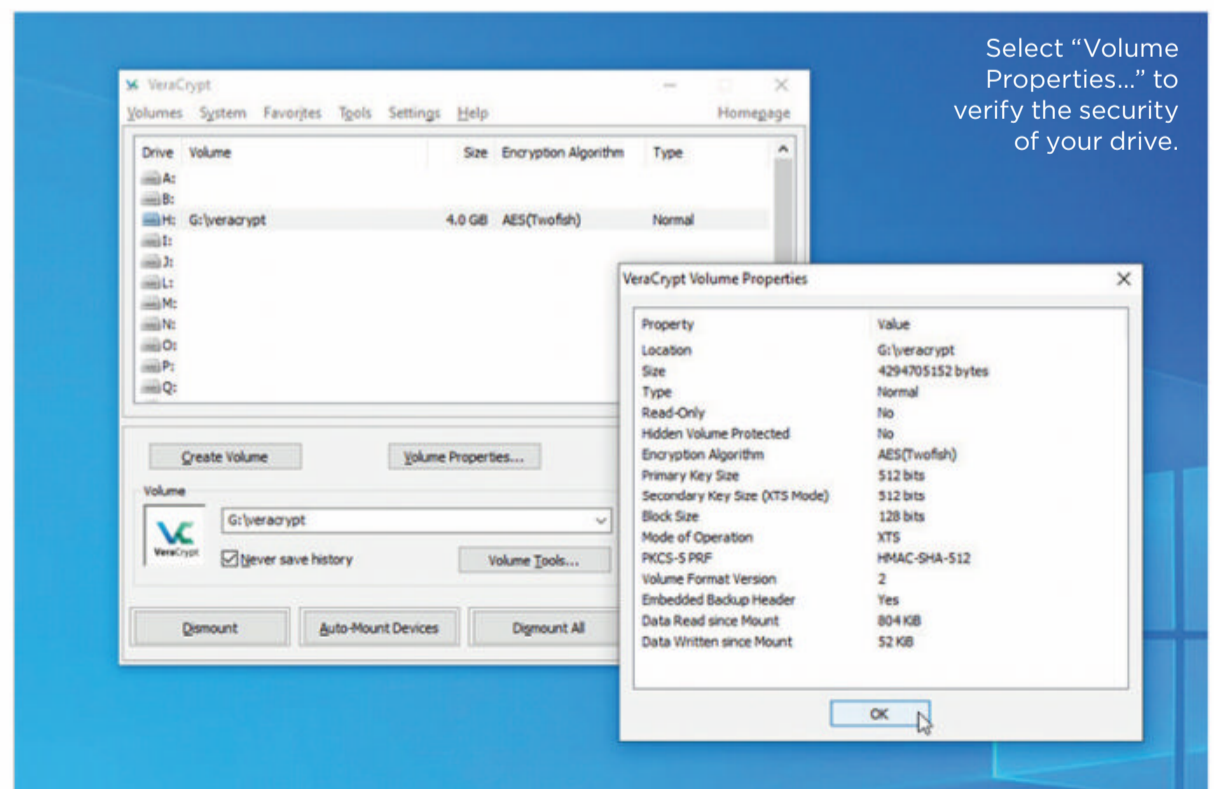 Select “Volume
Properties...” to
verify the security
of your drive.
VeraCrypt
Volumes System Favorites Tools Settings Help Homepage
Drive Volume Size Encryption Algorithm Type
A:
B:
H: G:\veracrypt 4.0 GB AES(Twofish) Normal
I:
J:
L:
M:
N:
O:
P:
Q:
Create Volume Volume Properties...
Volume
G:\veracrypt
VeraCrypt
Never save history Volume Tools...
Dismount Auto-Mount Devices Dismount All
VeraCrypt Volume Properties
Property Value
Location G:\veracrypt
Size 4294705152 bytes
Type Normal
Read-Only No
Hidden Volume Protected No
Encryption Algorithm AES(Twofish)
Primary Key Size 512 bits
Secondary Key Size (XTS Mode) 512 bits
Block Size 128 bits
Mode of Operation XTS
PKCS-5 PRF HMAC-SHA-512
Volume Format Version 2
Embedded Backup Header Yes
Data Read since Mount 804 KiB
Data Written since Mount 52 KiB
OK